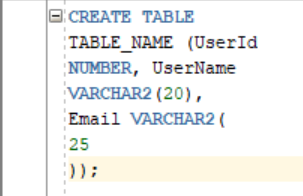 CREATE TABLE
TABLE_NAME (UserId
NUMBER, UserName
VARCHAR2(20),
Email VARCHAR2(
25
));